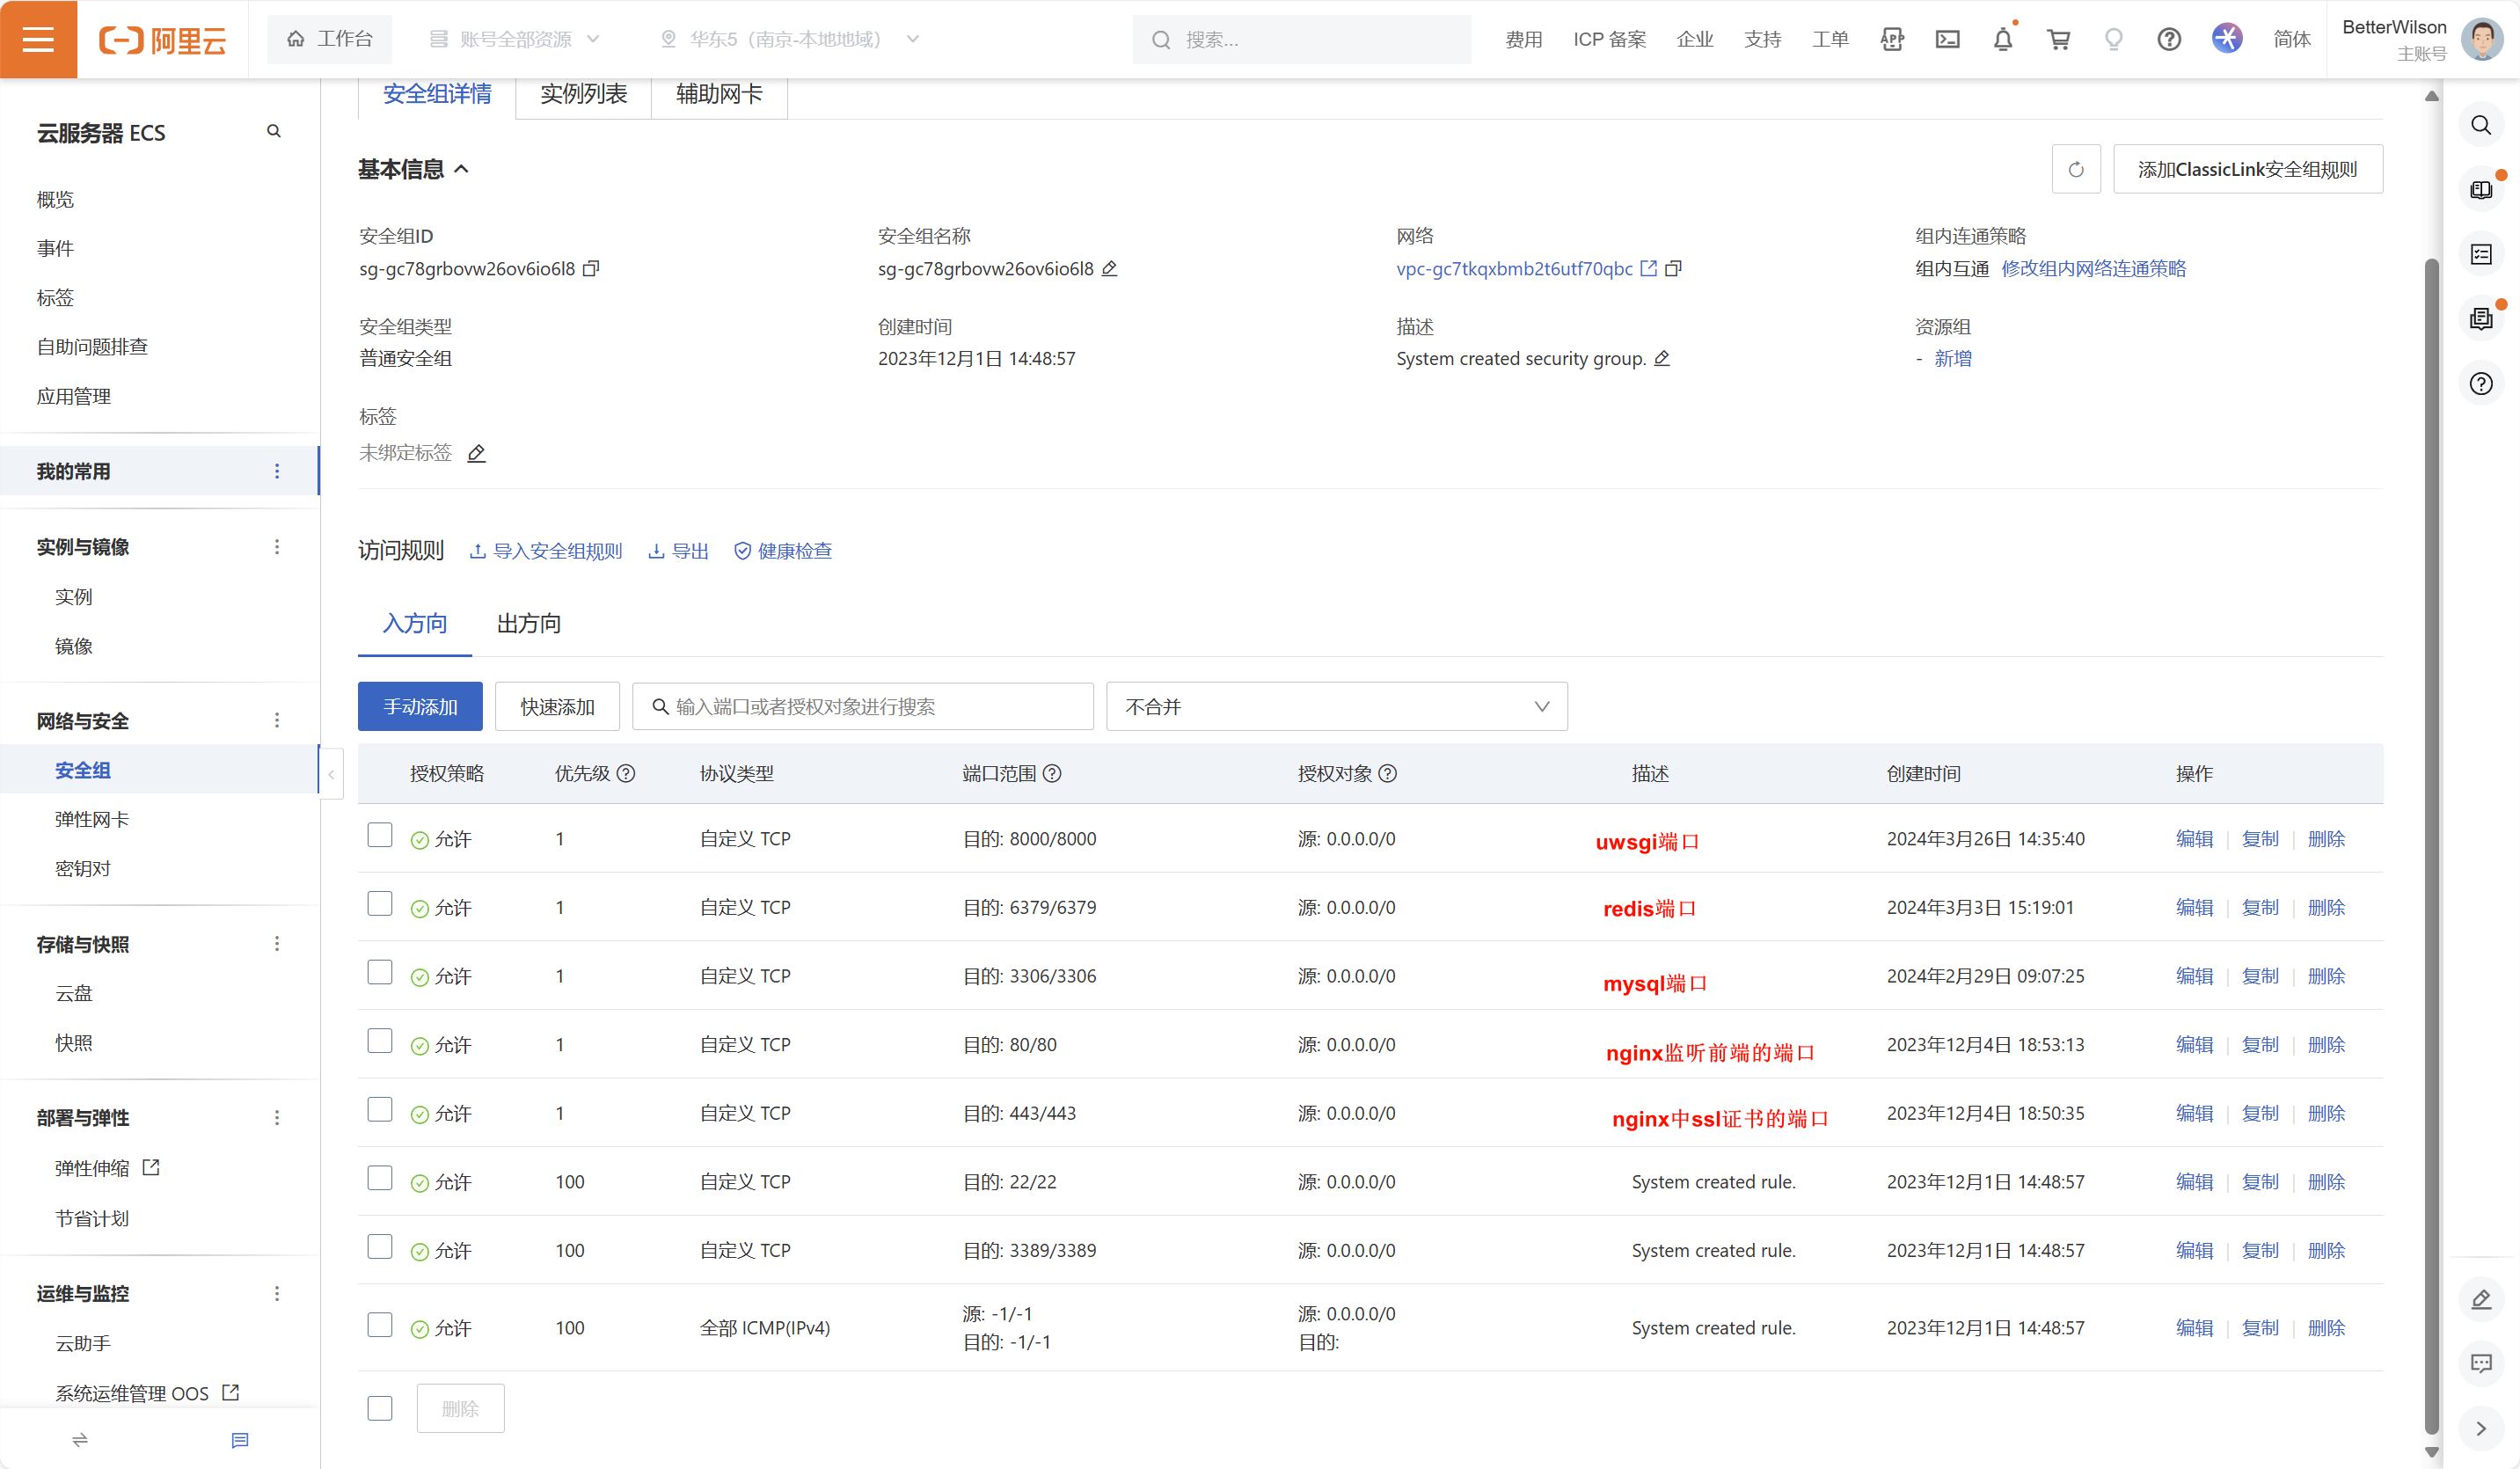 阿里云
工作台
账号全部资源
华东5（南京-本地地域）
搜索...
费用
ICP 备案
企业
支持
工单
APP
简体
BetterWilson
主账号
云服务器 ECS
概览
事件
标签
自助问题排查
应用管理
我的常用
实例与镜像
实例
镜像
网络与安全
安全组
弹性网卡
密钥对
存储与快照
云盘
快照
部署与弹性
弹性伸缩
节省计划
运维与监控
云助手
系统运维管理 OOS
安全组详情
实例列表
辅助网卡
基本信息
添加ClassicLink安全组规则
安全组ID
sg-gc78grbovw26ov6io6l8
安全组名称
sg-gc78grbovw26ov6io6l8
网络
vpc-gc7tkqxbmb2t6utf70qbc
组内连通策略
组内互通 修改组内网络连通策略
安全组类型
普通安全组
创建时间
2023年12月1日 14:48:57
描述
System created security group.
资源组
- 新增
标签
未绑定标签
访问规则 导入安全组规则 导出 健康检查
入方向 出方向
手动添加 快速添加 输入端口或者授权对象进行搜索 不合并
授权策略 优先级 协议类型 端口范围 授权对象 描述 创建时间 操作
允许 1 自定义 TCP 目的: 8000/8000 源: 0.0.0.0/0 uwsgi端口 2024年3月26日 14:35:40 编辑 复制 删除
允许 1 自定义 TCP 目的: 6379/6379 源: 0.0.0.0/0 redis端口 2024年3月3日 15:19:01 编辑 复制 删除
允许 1 自定义 TCP 目的: 3306/3306 源: 0.0.0.0/0 mysql端口 2024年2月29日 09:07:25 编辑 复制 删除
允许 1 自定义 TCP 目的: 80/80 源: 0.0.0.0/0 nginx监听前端的端口 2023年12月4日 18:53:13 编辑 复制 删除
允许 1 自定义 TCP 目的: 443/443 源: 0.0.0.0/0 nginx中ssl证书的端口 2023年12月4日 18:50:35 编辑 复制 删除
允许 100 自定义 TCP 目的: 22/22 源: 0.0.0.0/0 System created rule. 2023年12月1日 14:48:57 编辑 复制 删除
允许 100 自定义 TCP 目的: 3389/3389 源: 0.0.0.0/0 System created rule. 2023年12月1日 14:48:57 编辑 复制 删除
允许 100 全部 ICMP(IPv4) 源: -1/-1 目的: -1/-1 源: 0.0.0.0/0 目的: System created rule. 2023年12月1日 14:48:57 编辑 复制 删除
删除